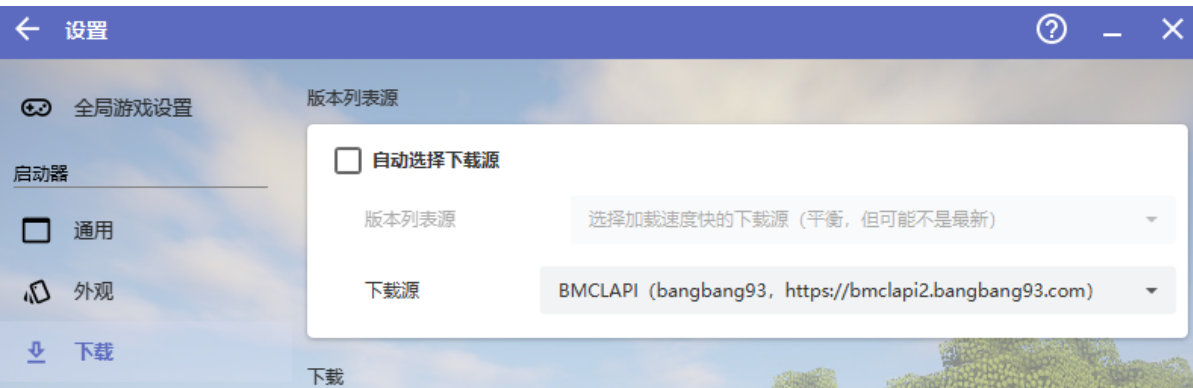 设置
全局游戏设置
启动器
通用
外观
下载
版本列表源
自动选择下载源
版本列表源 选择加载速度快的下载源（平衡，但可能不是最新）
下载源 BMCLAPI（bangbang93，https://bmclapi2.bangbang93.com）
下载